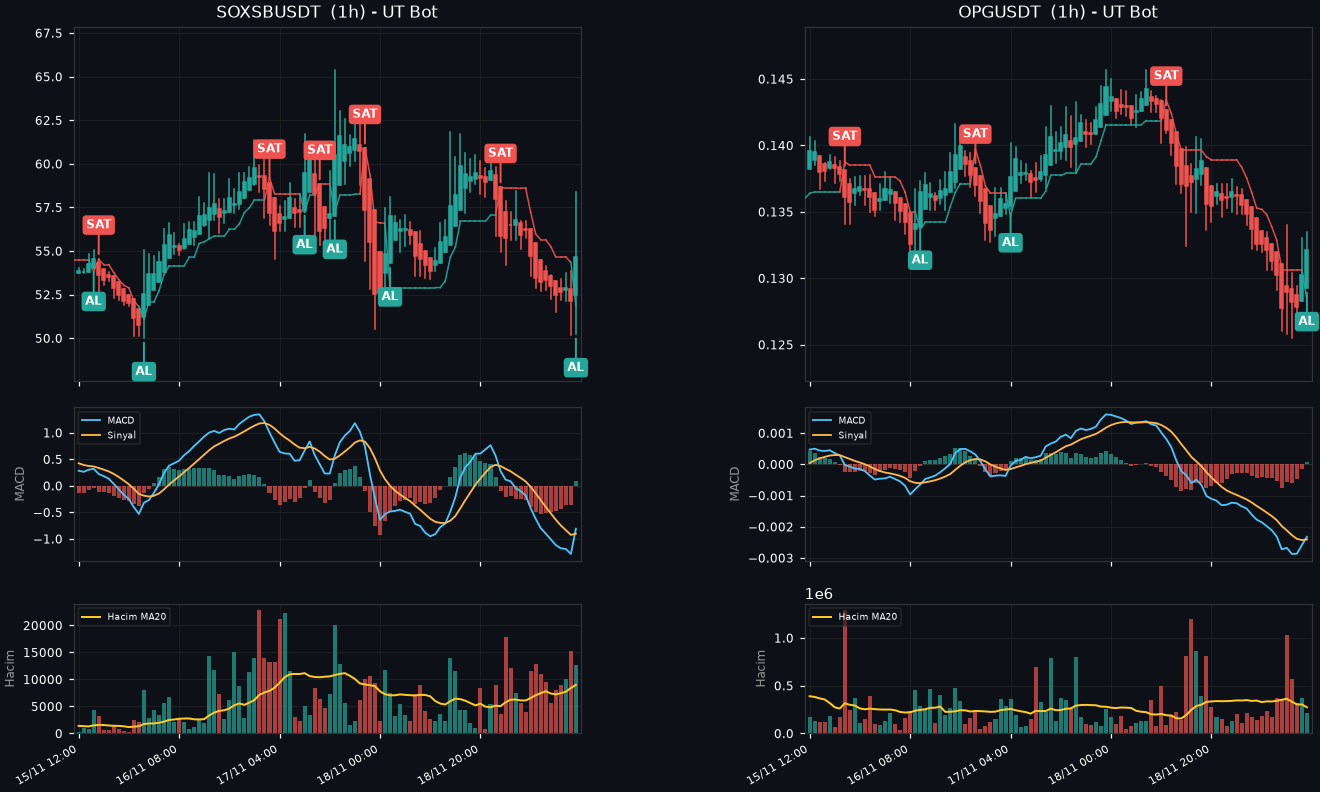 SOXSBUSDT  (1h) - UT Bot
67.5
65.0
62.5
60.0
57.5
55.0
52.5
50.0
SAT
SAT
SAT
SAT
SAT
AL
AL
AL
AL
AL
AL
MACD
Sinyal
MACD
1.0
0.5
0.0
−0.5
−1.0
Hacim MA20
Hacim
20000
15000
10000
5000
0
15/11 12:00
16/11 08:00
17/11 04:00
18/11 00:00
18/11 20:00
OPGUSDT  (1h) - UT Bot
0.145
0.140
0.135
0.130
0.125
SAT
SAT
SAT
AL
AL
AL
MACD
Sinyal
MACD
0.001
0.000
−0.001
−0.002
−0.003
1e6
Hacim MA20
Hacim
1.0
0.5
0.0
15/11 12:00
16/11 08:00
17/11 04:00
18/11 00:00
18/11 20:00